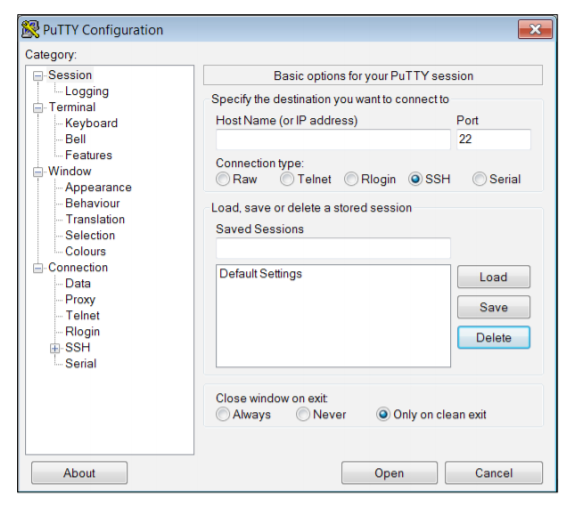 PuTTY Configuration
Category:
Session
Logging
Terminal
Keyboard
Bell
Features
Window
Appearance
Behaviour
Translation
Selection
Colours
Connection
Data
Proxy
Telnet
Rlogin
SSH
Serial
Basic options for your PuTTY session
Specify the destination you want to connect to
Host Name (or IP address) Port
22
Connection type:
Raw Telnet Rlogin SSH Serial
Load, save or delete a stored session
Saved Sessions
Default Settings
Load
Save
Delete
Close window on exit:
Always Never Only on clean exit
About Open Cancel